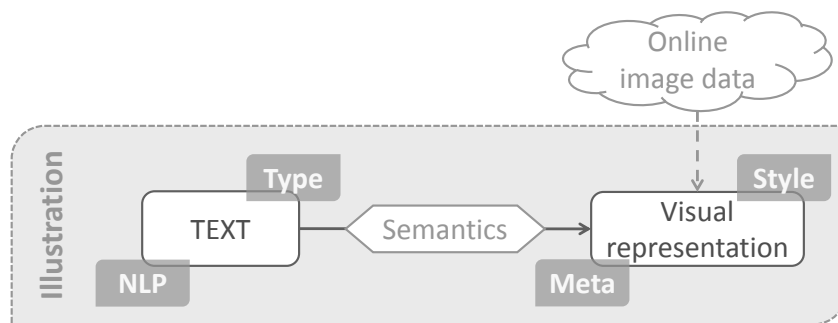 Online
image data
Illustration
Type
Style
TEXT
Semantics
Visual
representation
NLP
Meta